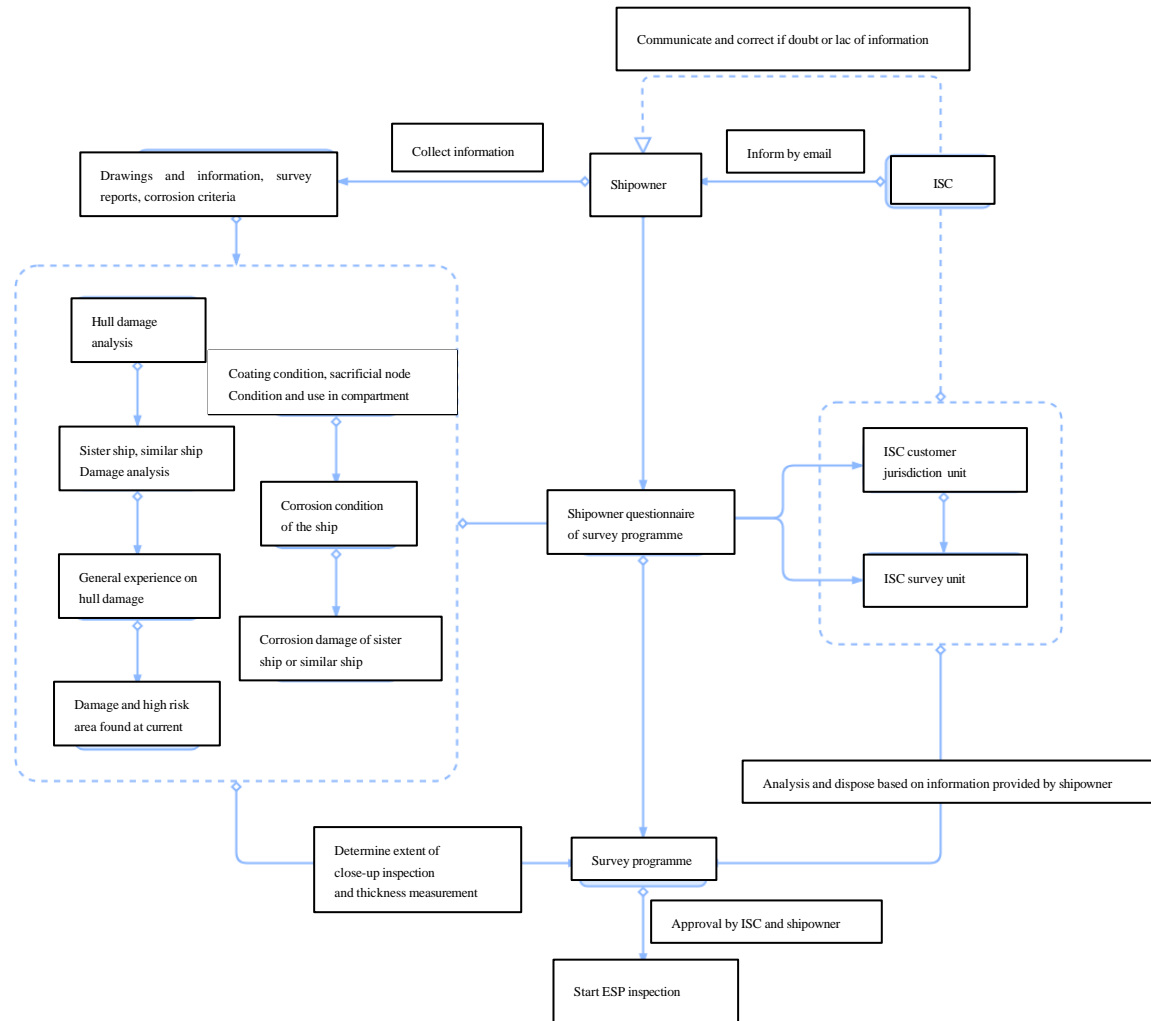 Communicate and correct if doubt or lac of information
Collect information
Inform by email
Drawings and information, survey
reports, corrosion criteria
Shipowner
ISC
Hull damage
analysis
Coating condition, sacrificial node
Condition and use in compartment
Sister ship, similar ship
Damage analysis
ISC customer
jurisdiction unit
Corrosion condition
of the ship
Shipowner questionnaire
of survey programme
General experience on
hull damage
ISC survey unit
Corrosion damage of sister
ship or similar ship
Damage and high risk
area found at current
Analysis and dispose based on information provided by shipowner
Determine extent of
close-up inspection
and thickness measurement
Survey programme
Approval by ISC and shipowner
Start ESP inspection